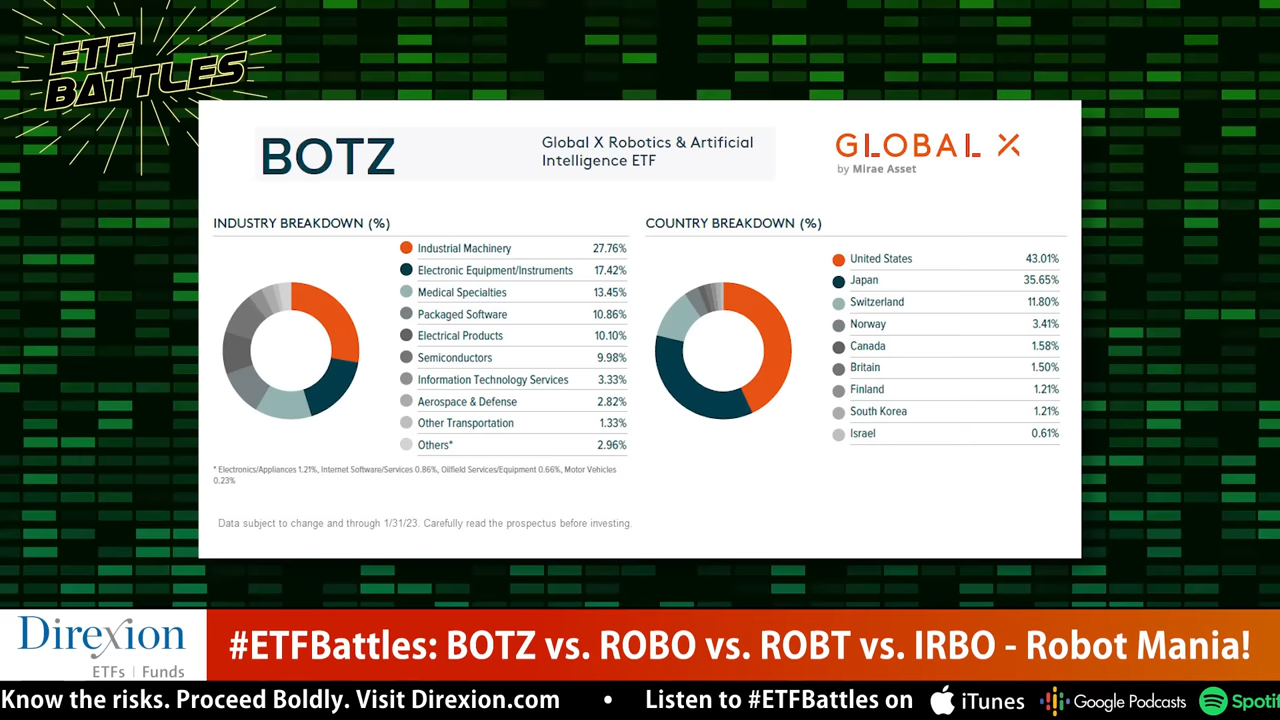 ETF
BATTLES
BOTZ
Global X Robotics & Artificial
Intelligence ETF
GLOBAL X
by Mirae Asset
INDUSTRY BREAKDOWN (%)
Industrial Machinery 27.76%
Electronic Equipment/Instruments 17.42%
Medical Specialties 13.45%
Packaged Software 10.86%
Electrical Products 10.10%
Semiconductors 9.98%
Information Technology Services 3.33%
Aerospace & Defense 2.82%
Other Transportation 1.33%
Others* 2.96%
* Electronics/Appliances 1.21%, Internet Software/Services 0.86%, Oilfield Services/Equipment 0.66%, Motor Vehicles
0.23%
COUNTRY BREAKDOWN (%)
United States 43.01%
Japan 35.65%
Switzerland 11.80%
Norway 3.41%
Canada 1.58%
Britain 1.50%
Finland 1.21%
South Korea 1.21%
Israel 0.61%
Data subject to change and through 1/31/23. Carefully read the prospectus before investing.
Direxion
ETFs | Funds
#ETFBattles: BOTZ vs. ROBO vs. ROBT vs. IRBO - Robot Mania!
Know the risks. Proceed Boldly. Visit Direxion.com • Listen to #ETFBattles on iTunes Google Podcasts Spotif